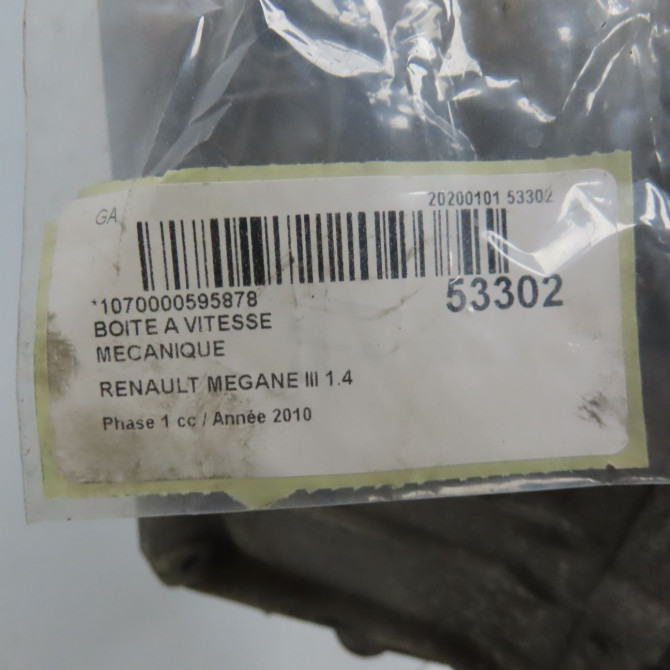 GA
20200101 53302
*1070000595878
53302
BOITE A VITESSE
MECANIQUE
RENAULT MEGANE III 1.4
Phase 1 cc / Année 2010